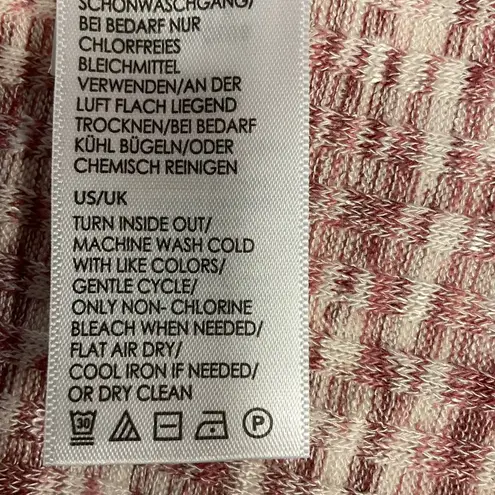 SCHONWASCHGANG/
BEI BEDARF NUR
CHLORFREIES
BLEICHMITTEL
VERWENDEN/AN DER
LUFT FLACH LIEGEND
TROCKNEN/BEI BEDARF
KÜHL BÜGELN/ODER
CHEMISCH REINIGEN
US/UK
TURN INSIDE OUT/
MACHINE WASH COLD
WITH LIKE COLORS/
GENTLE CYCLE/
ONLY NON- CHLORINE
BLEACH WHEN NEEDED/
FLAT AIR DRY/
COOL IRON IF NEEDED/
OR DRY CLEAN
30 P